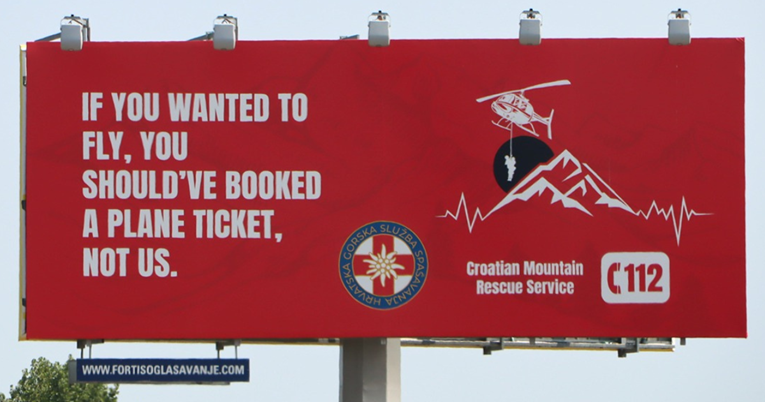 IF YOU WANTED TO
FLY, YOU
SHOULD'VE BOOKED
A PLANE TICKET,
NOT US.
HRVATSKA GORSKA SLUŽBA SPAŠAVANJA
Croatian Mountain
Rescue Service
112
WWW.FORTISOGLASAVANJE.COM